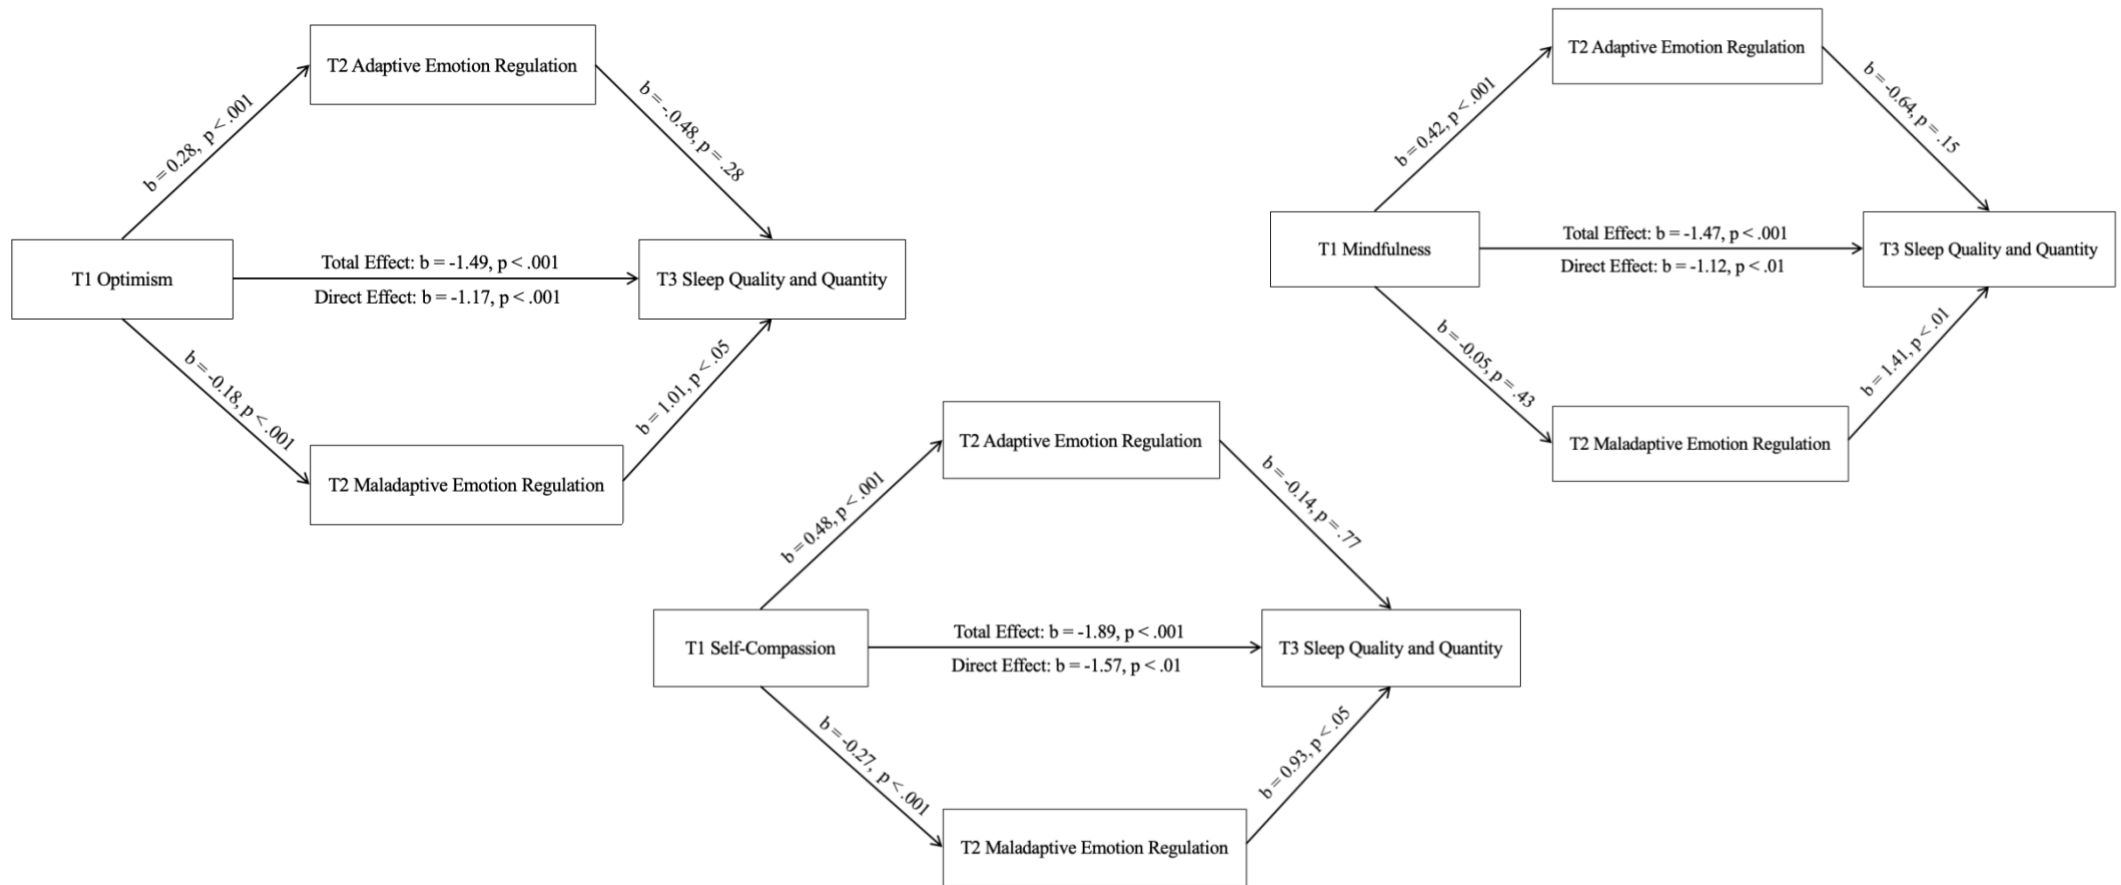 T2 Adaptive Emotion Regulation
b = 0.28, p < .001
b = -.0.48, p = .28
T1 Optimism
Total Effect: b = -1.49, p < .001
Direct Effect: b = -1.17, p < .001
T3 Sleep Quality and Quantity
b = -0.18, p < .001
b = 1.01, p < .05
T2 Maladaptive Emotion Regulation
T2 Adaptive Emotion Regulation
b = 0.42, p < .001
b = -0.64, p = .15
T1 Mindfulness
Total Effect: b = -1.47, p < .001
Direct Effect: b = -1.12, p < .01
T3 Sleep Quality and Quantity
b = -0.05, p = .43
b = 1.41, p < .01
T2 Maladaptive Emotion Regulation
T2 Adaptive Emotion Regulation
b = 0.48, p < .001
b = -0.14, p = .77
T1 Self-Compassion
Total Effect: b = -1.89, p < .001
Direct Effect: b = -1.57, p < .01
T3 Sleep Quality and Quantity
b = -0.27, p < .001
b = 0.93, p < .05
T2 Maladaptive Emotion Regulation